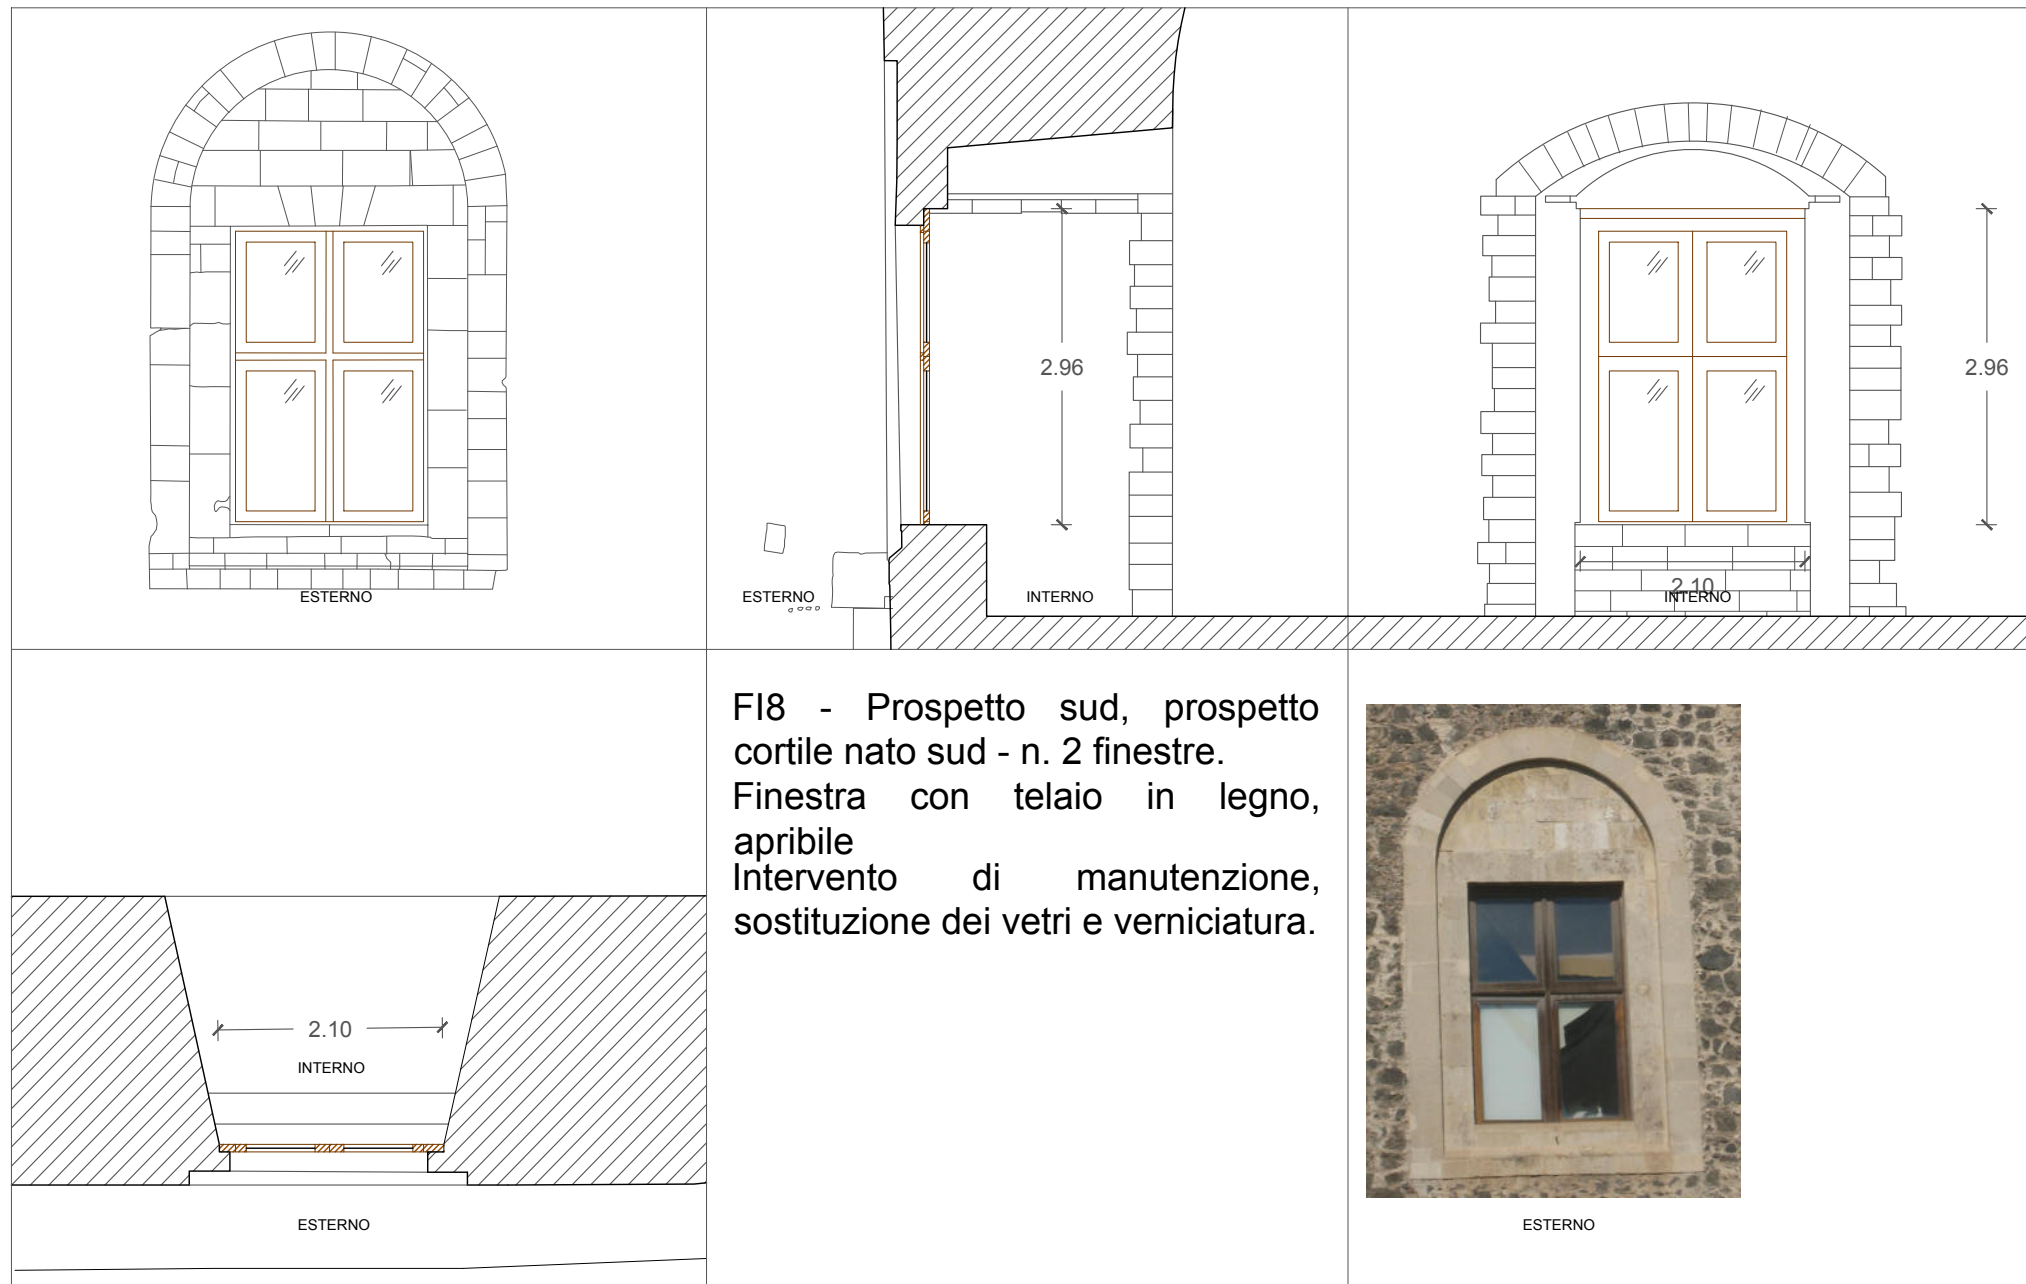 ESTERNO
2.96
ESTERNO
INTERNO
2.96
2.10
INTERNO
FI8 - Prospetto sud, prospetto
cortile nato sud - n. 2 finestre.
Finestra con telaio in legno,
apribile
Intervento di manutenzione,
sostituzione dei vetri e verniciatura.
2.10
INTERNO
ESTERNO
ESTERNO